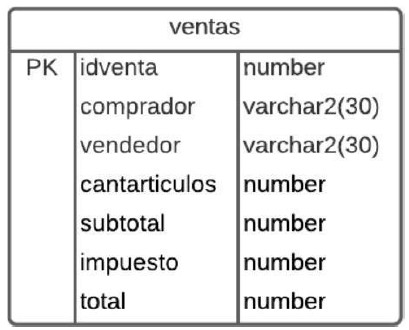 ventas
PK idventa number
comprador varchar2(30)
vendedor varchar2(30)
cantarticulos number
subtotal number
impuesto number
total number